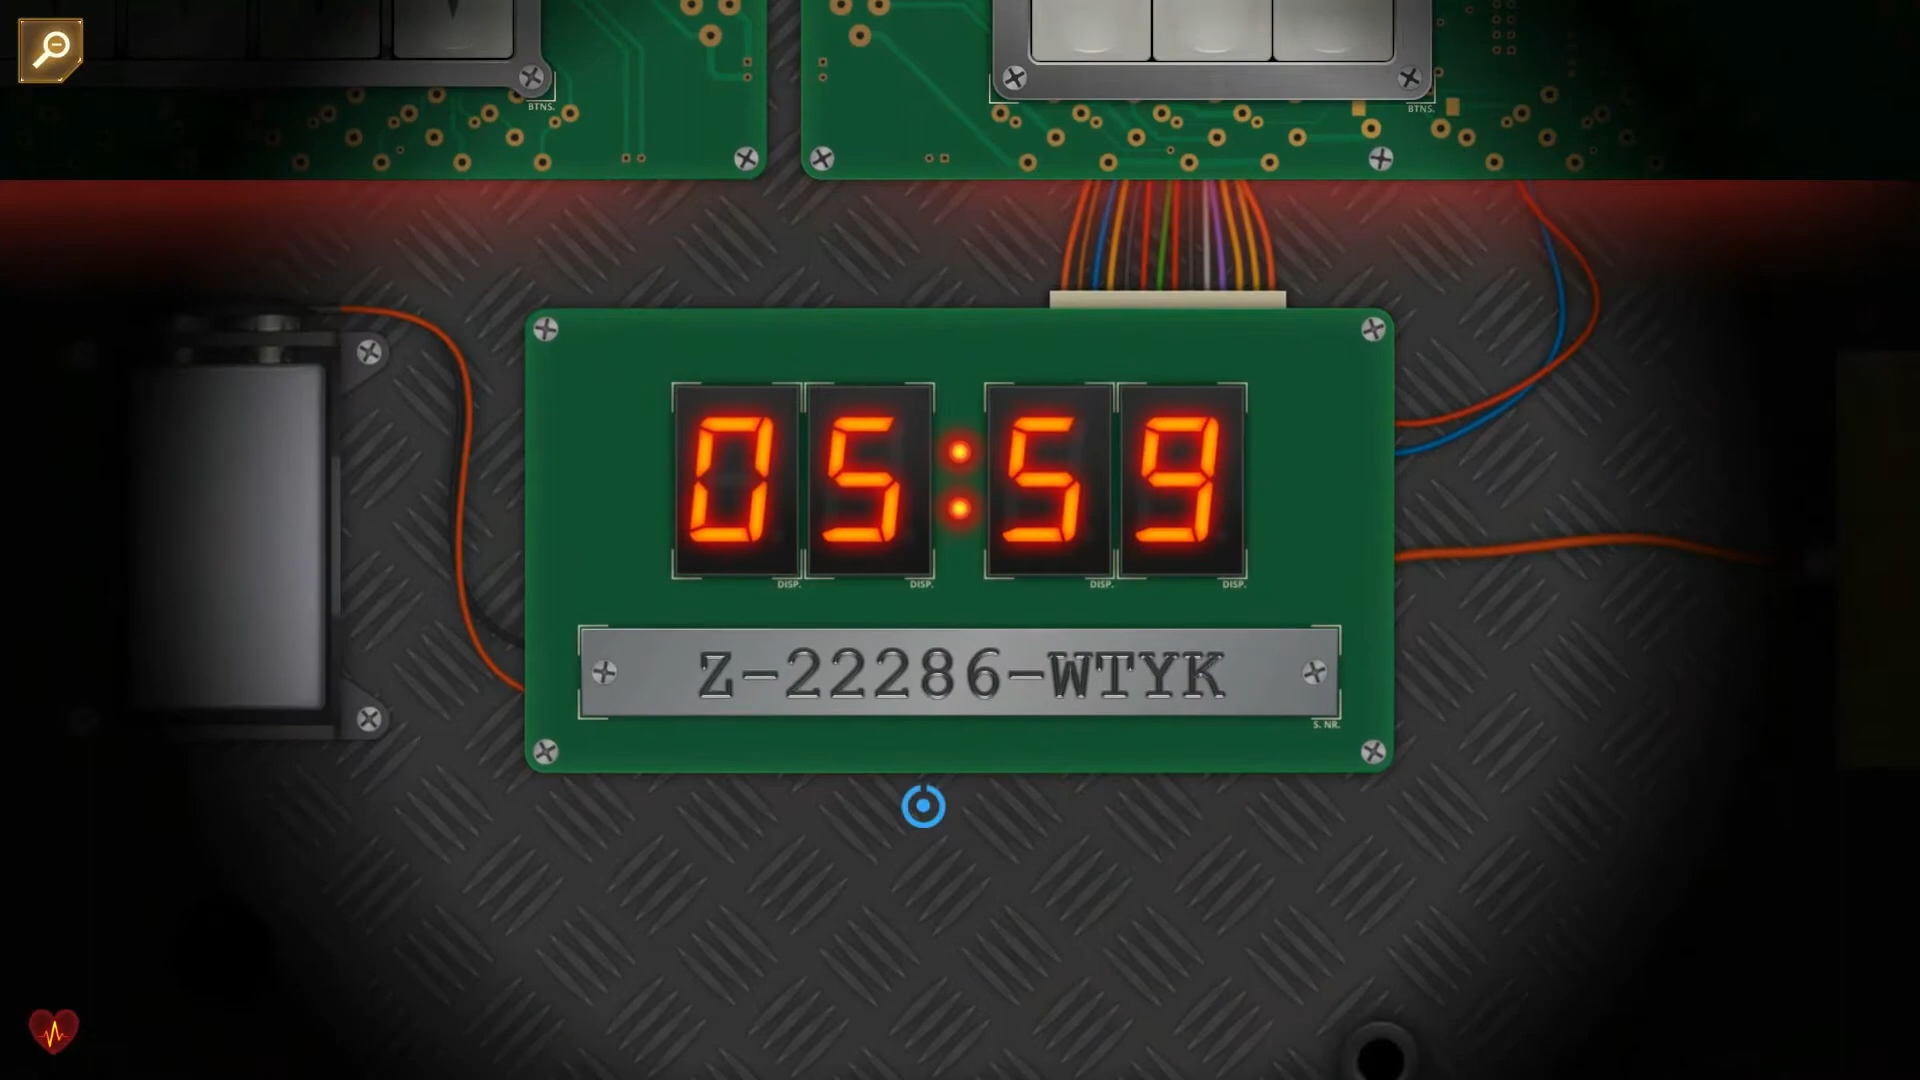 BTNS.
BTNS.
05:59
DISP. DISP. DISP. DISP.
Z-22286-WTYK
S. NR.